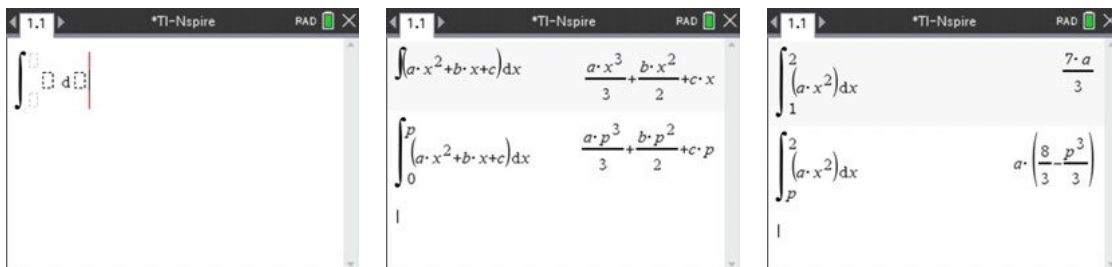 1.1 *TI-Nspire RAD
∫▯ d▯
1.1 *TI-Nspire RAD
∫(a·x²+b·x+c)dx a·x³/3+b·x²/2+c·x
∫₀ᵖ(a·x²+b·x+c)dx a·p³/3+b·p²/2+c·p
1.1 *TI-Nspire RAD
∫₁²(a·x²)dx 7·a/3
∫ₚ²(a·x²)dx a·(8/3-p³/3)